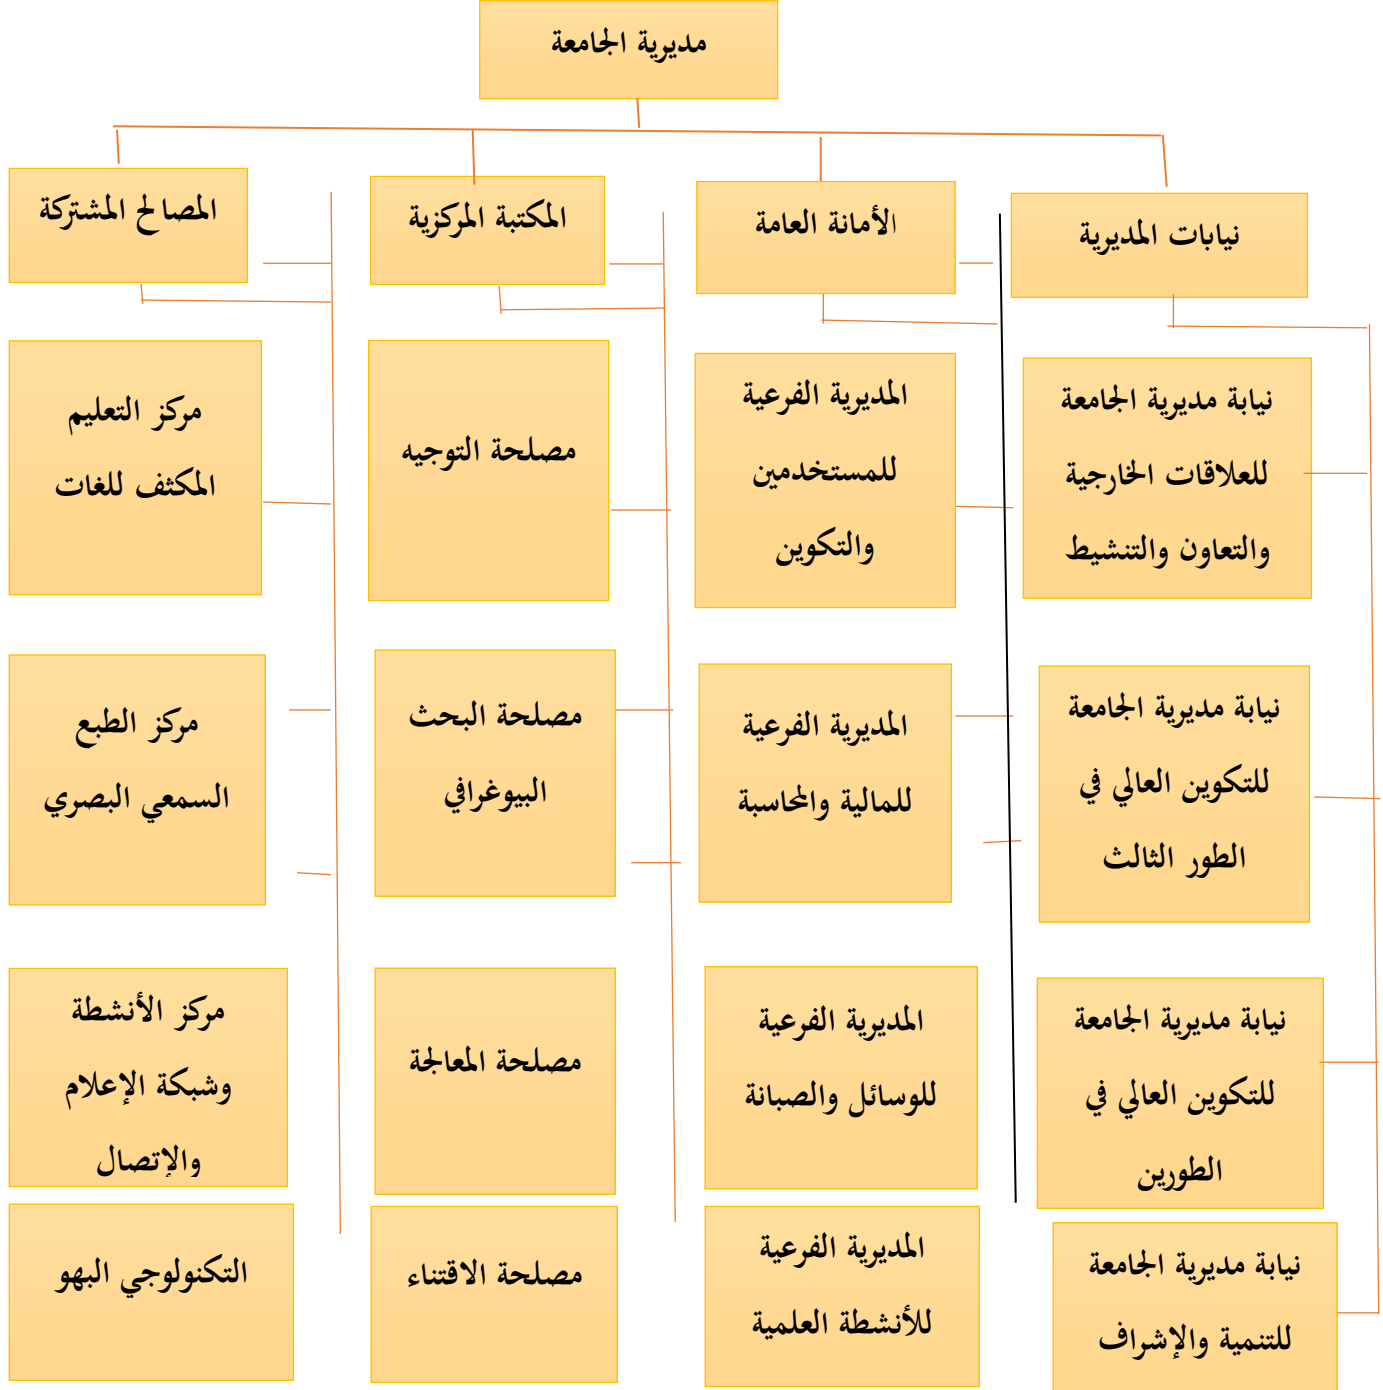 مديرية الجامعة
نيابات المديرية
الأمانة العامة
المكتبة المركزية
المصالح المشتركة
نيابة مديرية الجامعة
للعلاقات الخارجية
والتعاون والتنشيط
المديرية الفرعية
للمستخدمين
والتكوين
مصلحة التوجيه
مركز التعليم
المكثف للغات
نيابة مديرية الجامعة
للتكوين العالي في
الطور الثالث
المديرية الفرعية
للمالية والمحاسبة
مصلحة البحث
البيوغرافي
مركز الطبع
السمعي البصري
نيابة مديرية الجامعة
للتكوين العالي في
الطورين
المديرية الفرعية
للوسائل والصبانة
مصلحة المعالجة
مركز الأنشطة
وشبكة الإعلام
والإتصال
نيابة مديرية الجامعة
للتنمية والإشراف
المديرية الفرعية
للأنشطة العلمية
مصلحة الاقتناء
التكنولوجي البهو